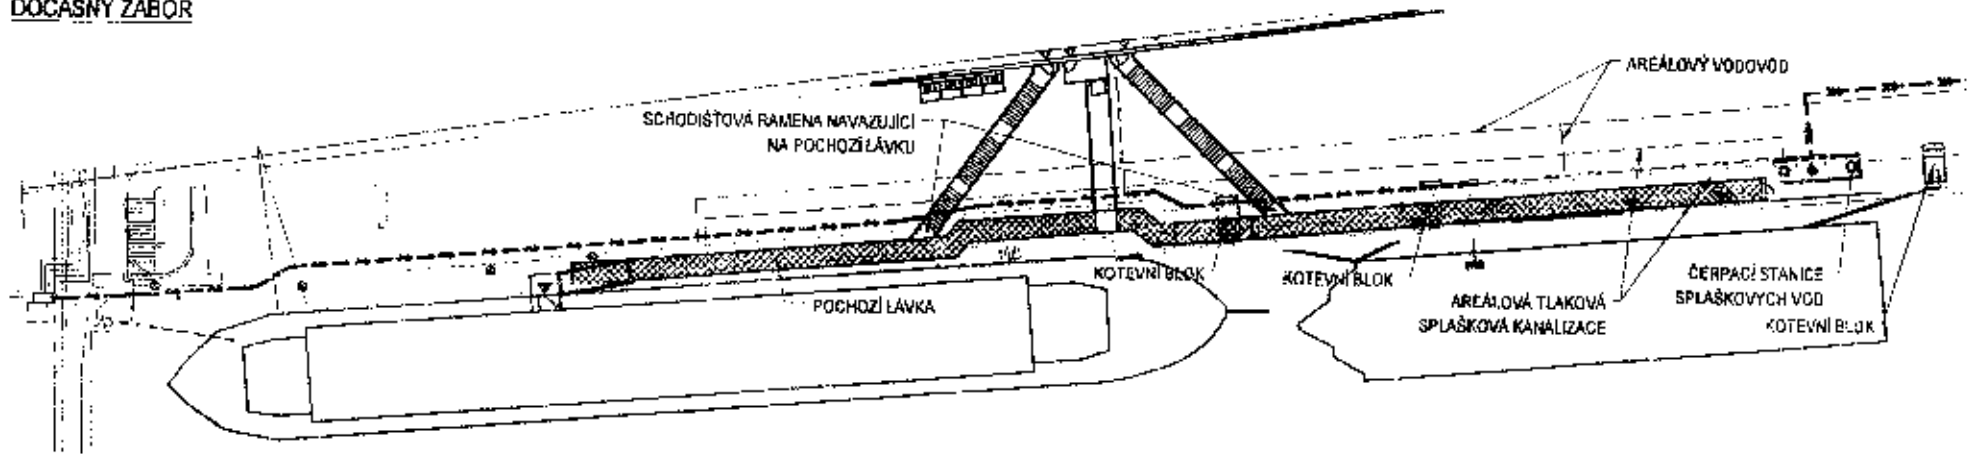 DOČASNÝ ZÁBOR
AREÁLOVÝ VODOVOD
SCHODIŠŤOVÁ RAMENA NAVAZUJÍCÍ
NA POCHOZÍ LÁVKU
KOTEVNÍ BLOK
KOTEVNÍ BLOK
POCHOZÍ LÁVKA
AREÁLOVÁ TLAKOVÁ
SPLAŠKOVÁ KANALIZACE
ČERPACÍ STANICE
SPLAŠKOVÝCH VOD
KOTEVNÍ BLOK